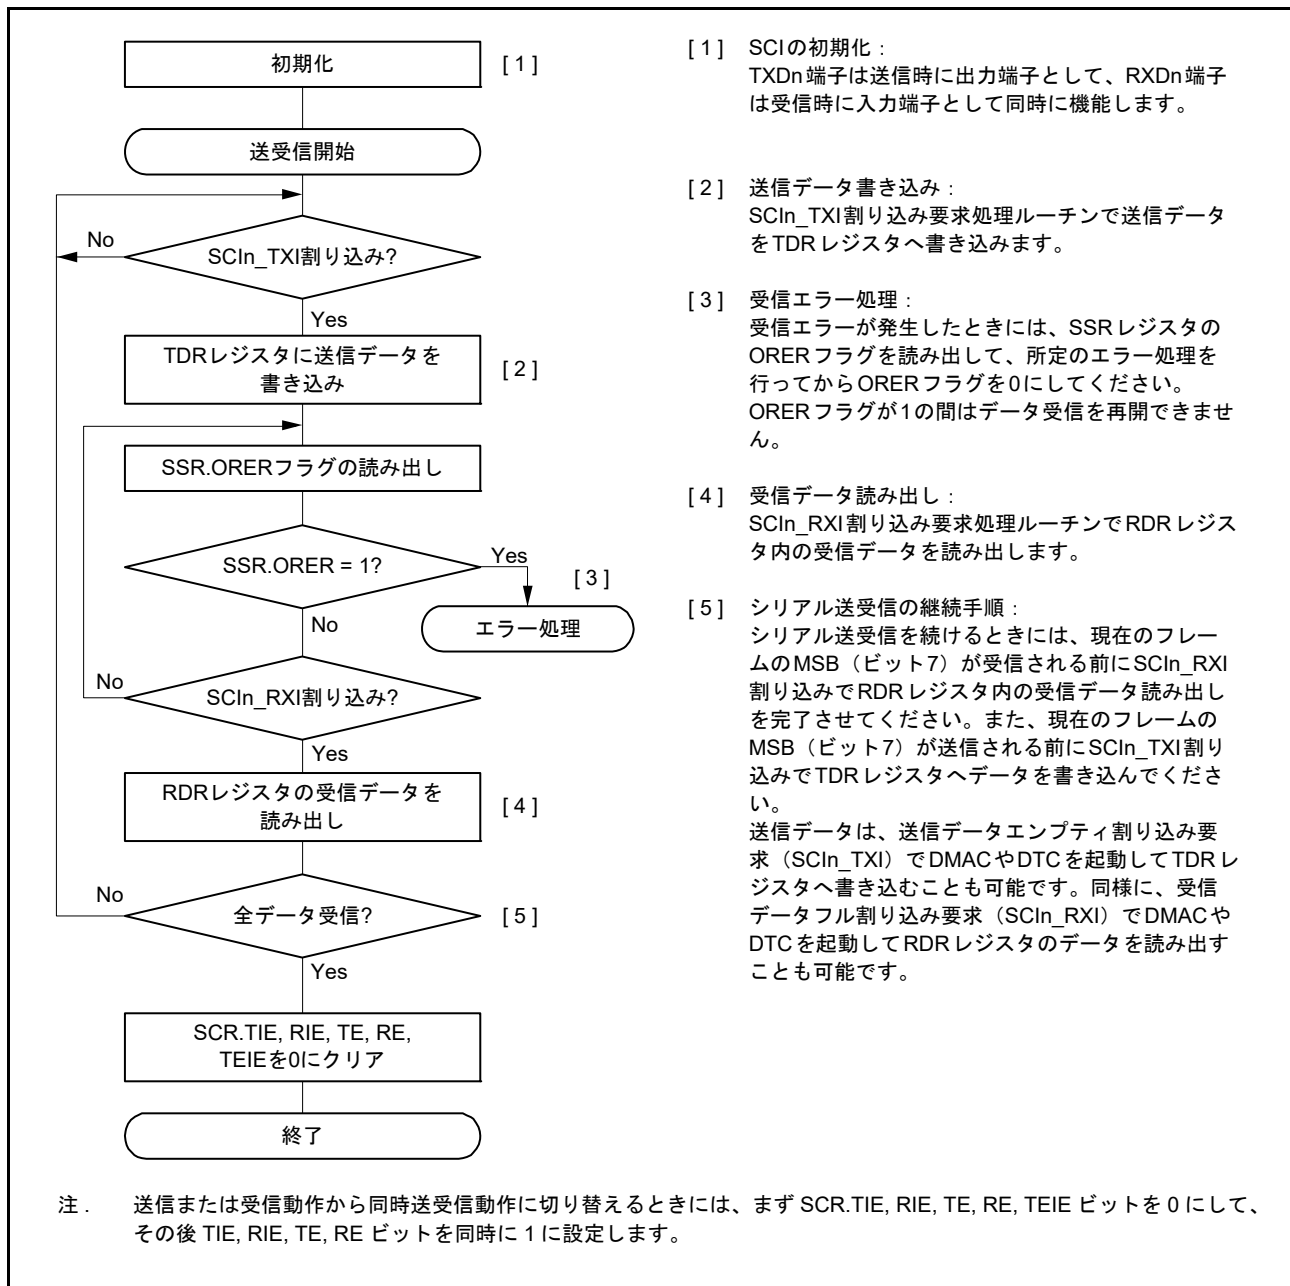 初期化
[ 1 ]
送受信開始
No
SCIn_TXI割り込み?
Yes
TDRレジスタに送信データを
書き込み
[ 2 ]
SSR.ORERフラグの読み出し
SSR.ORER = 1?
Yes
[ 3 ]
エラー処理
No
No
SCIn_RXI割り込み?
Yes
RDRレジスタの受信データを
読み出し
[ 4 ]
No
全データ受信?
[ 5 ]
Yes
SCR.TIE, RIE, TE, RE,
TEIEを0にクリア
終了
[ 1 ] SCIの初期化：
TXDn端子は送信時に出力端子として、RXDn端子
は受信時に入力端子として同時に機能します。
[ 2 ] 送信データ書き込み：
SCIn_TXI割り込み要求処理ルーチンで送信データ
をTDRレジスタへ書き込みます。
[ 3 ] 受信エラー処理：
受信エラーが発生したときには、SSRレジスタの
ORERフラグを読み出して、所定のエラー処理を
行ってからORERフラグを0にしてください。
ORERフラグが1の間はデータ受信を再開できませ
ん。
[ 4 ] 受信データ読み出し：
SCIn_RXI割り込み要求処理ルーチンでRDRレジス
タ内の受信データを読み出します。
[ 5 ] シリアル送受信の継続手順：
シリアル送受信を続けるときには、現在のフレー
ムのMSB（ビット7）が受信される前にSCIn_RXI
割り込みでRDRレジスタ内の受信データ読み出し
を完了させてください。また、現在のフレームの
MSB（ビット7）が送信される前にSCIn_TXI割り
込みでTDRレジスタへデータを書き込んでくださ
い。
送信データは、送信データエンプティ割り込み要
求（SCIn_TXI）でDMACやDTCを起動してTDRレ
ジスタへ書き込むことも可能です。同様に、受信
データフル割り込み要求（SCIn_RXI）でDMACや
DTCを起動してRDRレジスタのデータを読み出す
ことも可能です。
注． 送信または受信動作から同時送受信動作に切り替えるときには、まず SCR.TIE, RIE, TE, RE, TEIE ビットを 0 にして、
その後 TIE, RIE, TE, RE ビットを同時に 1 に設定します。